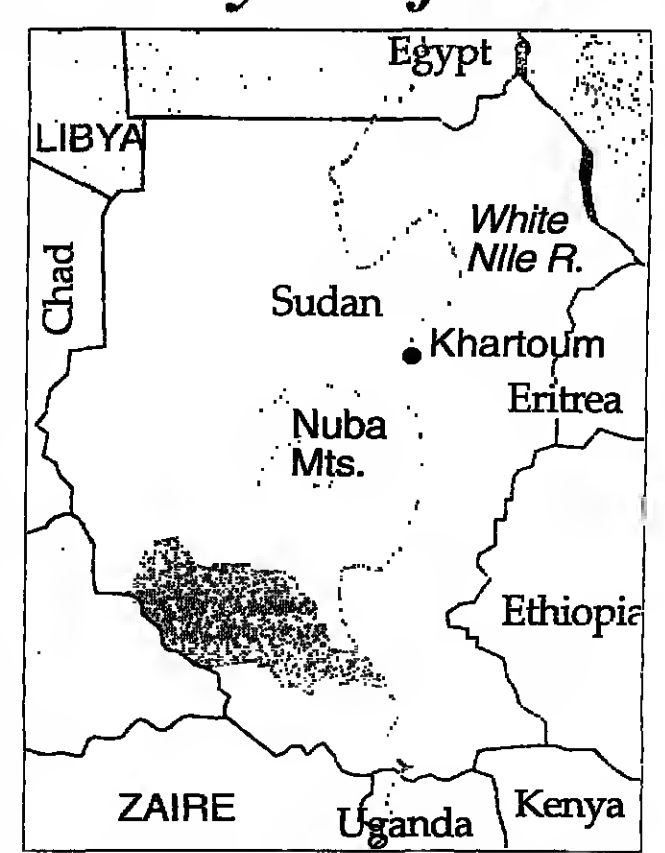 Egypt
LIBYA
White
Nile R.
Chad
Sudan
Khartoum
Eritrea
Nuba
Mts.
Ethiopia
ZAIRE
Uganda
Kenya